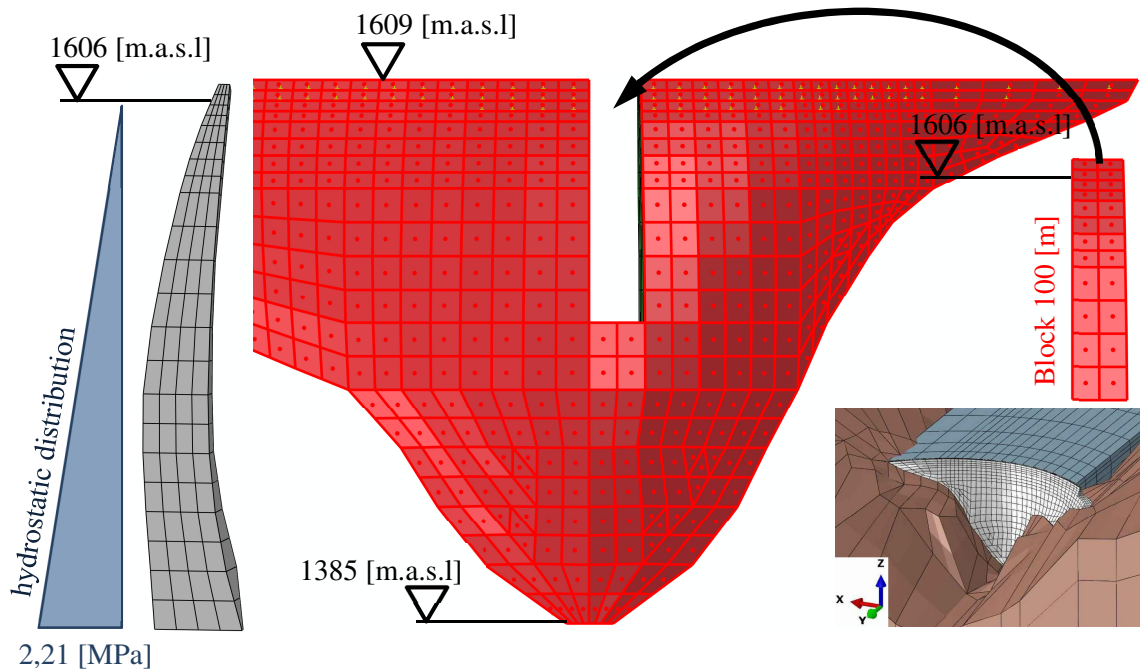 1606 [m.a.s.l]
1609 [m.a.s.l]
1606 [m.a.s.l]
Block 100 [m]
hydrostatic distribution
1385 [m.a.s.l]
2,21 [MPa]
Z
X
Y